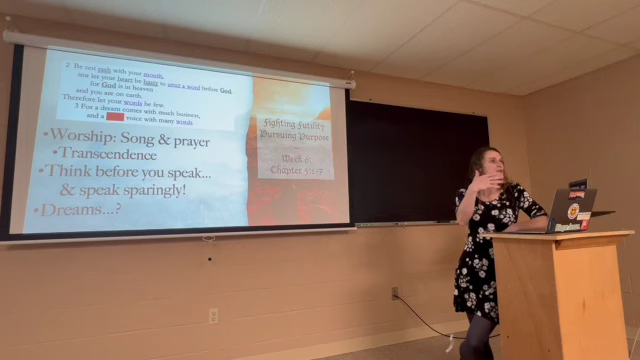 2 Be not rash with your mouth,
nor let your heart be hasty to utter a word before God,
for God is in heaven
and you are on earth.
Therefore let your words be few.
3 For a dream comes with much business,
and a voice with many words
•Worship: Song & prayer
•Transcendence
•Think before you speak...
& speak sparingly!
•Dreams...?
Fighting Futility
Pursuing Purpose
Week 6:
Chapter 5:1-7